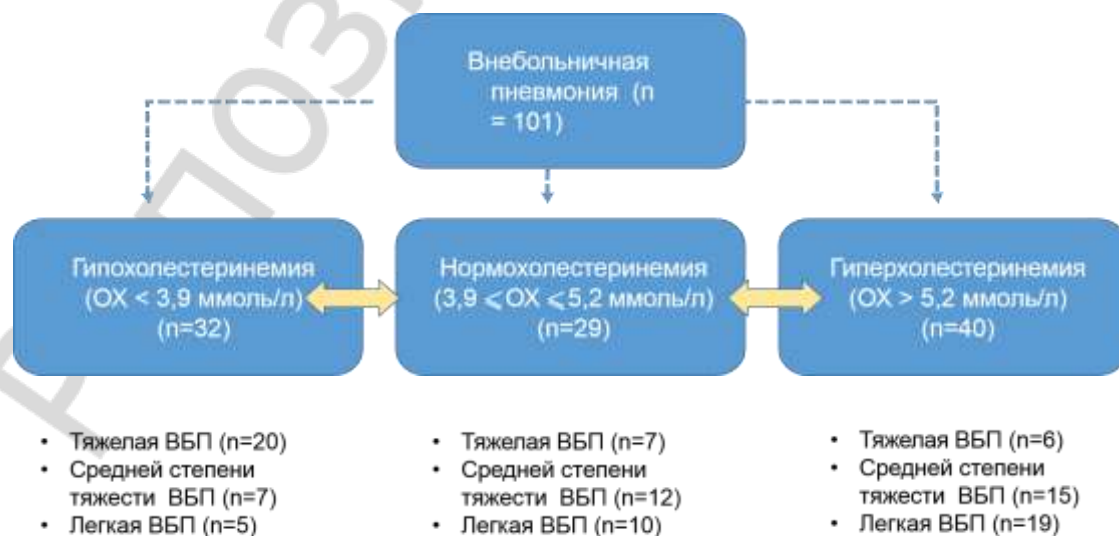 Внебольничная
пневмония (n
= 101)
Гипохолестеринемия
(ОХ < 3,9 ммоль/л)
(n=32)
Нормохолестеринемия
(3,9 ⩽ОХ ⩽5,2 ммоль/л)
(n=29)
Гиперхолестеринемия
(ОХ > 5,2 ммоль/л)
(n=40)
• Тяжелая ВБП (n=20)
• Средней степени
тяжести ВБП (n=7)
• Легкая ВБП (n=5)
• Тяжелая ВБП (n=7)
• Средней степени
тяжести ВБП (n=12)
• Легкая ВБП (n=10)
• Тяжелая ВБП (n=6)
• Средней степени
тяжести ВБП (n=15)
• Легкая ВБП (n=19)